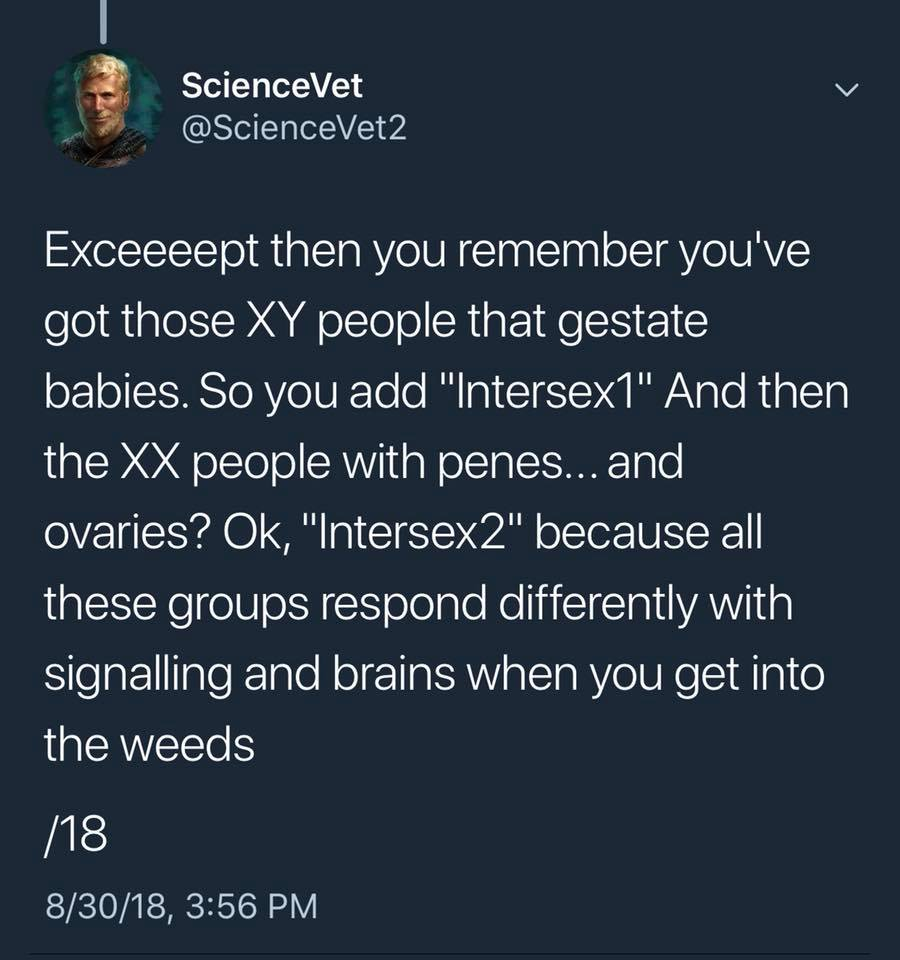 ScienceVet
@ScienceVet2
Exceeeept then you remember you've
got those XY people that gestate
babies. So you add "Intersex1" And then
the XX people with penes... and
ovaries? Ok, "Intersex2" because all
these groups respond differently with
signalling and brains when you get into
the weeds
/18
8/30/18, 3:56 PM